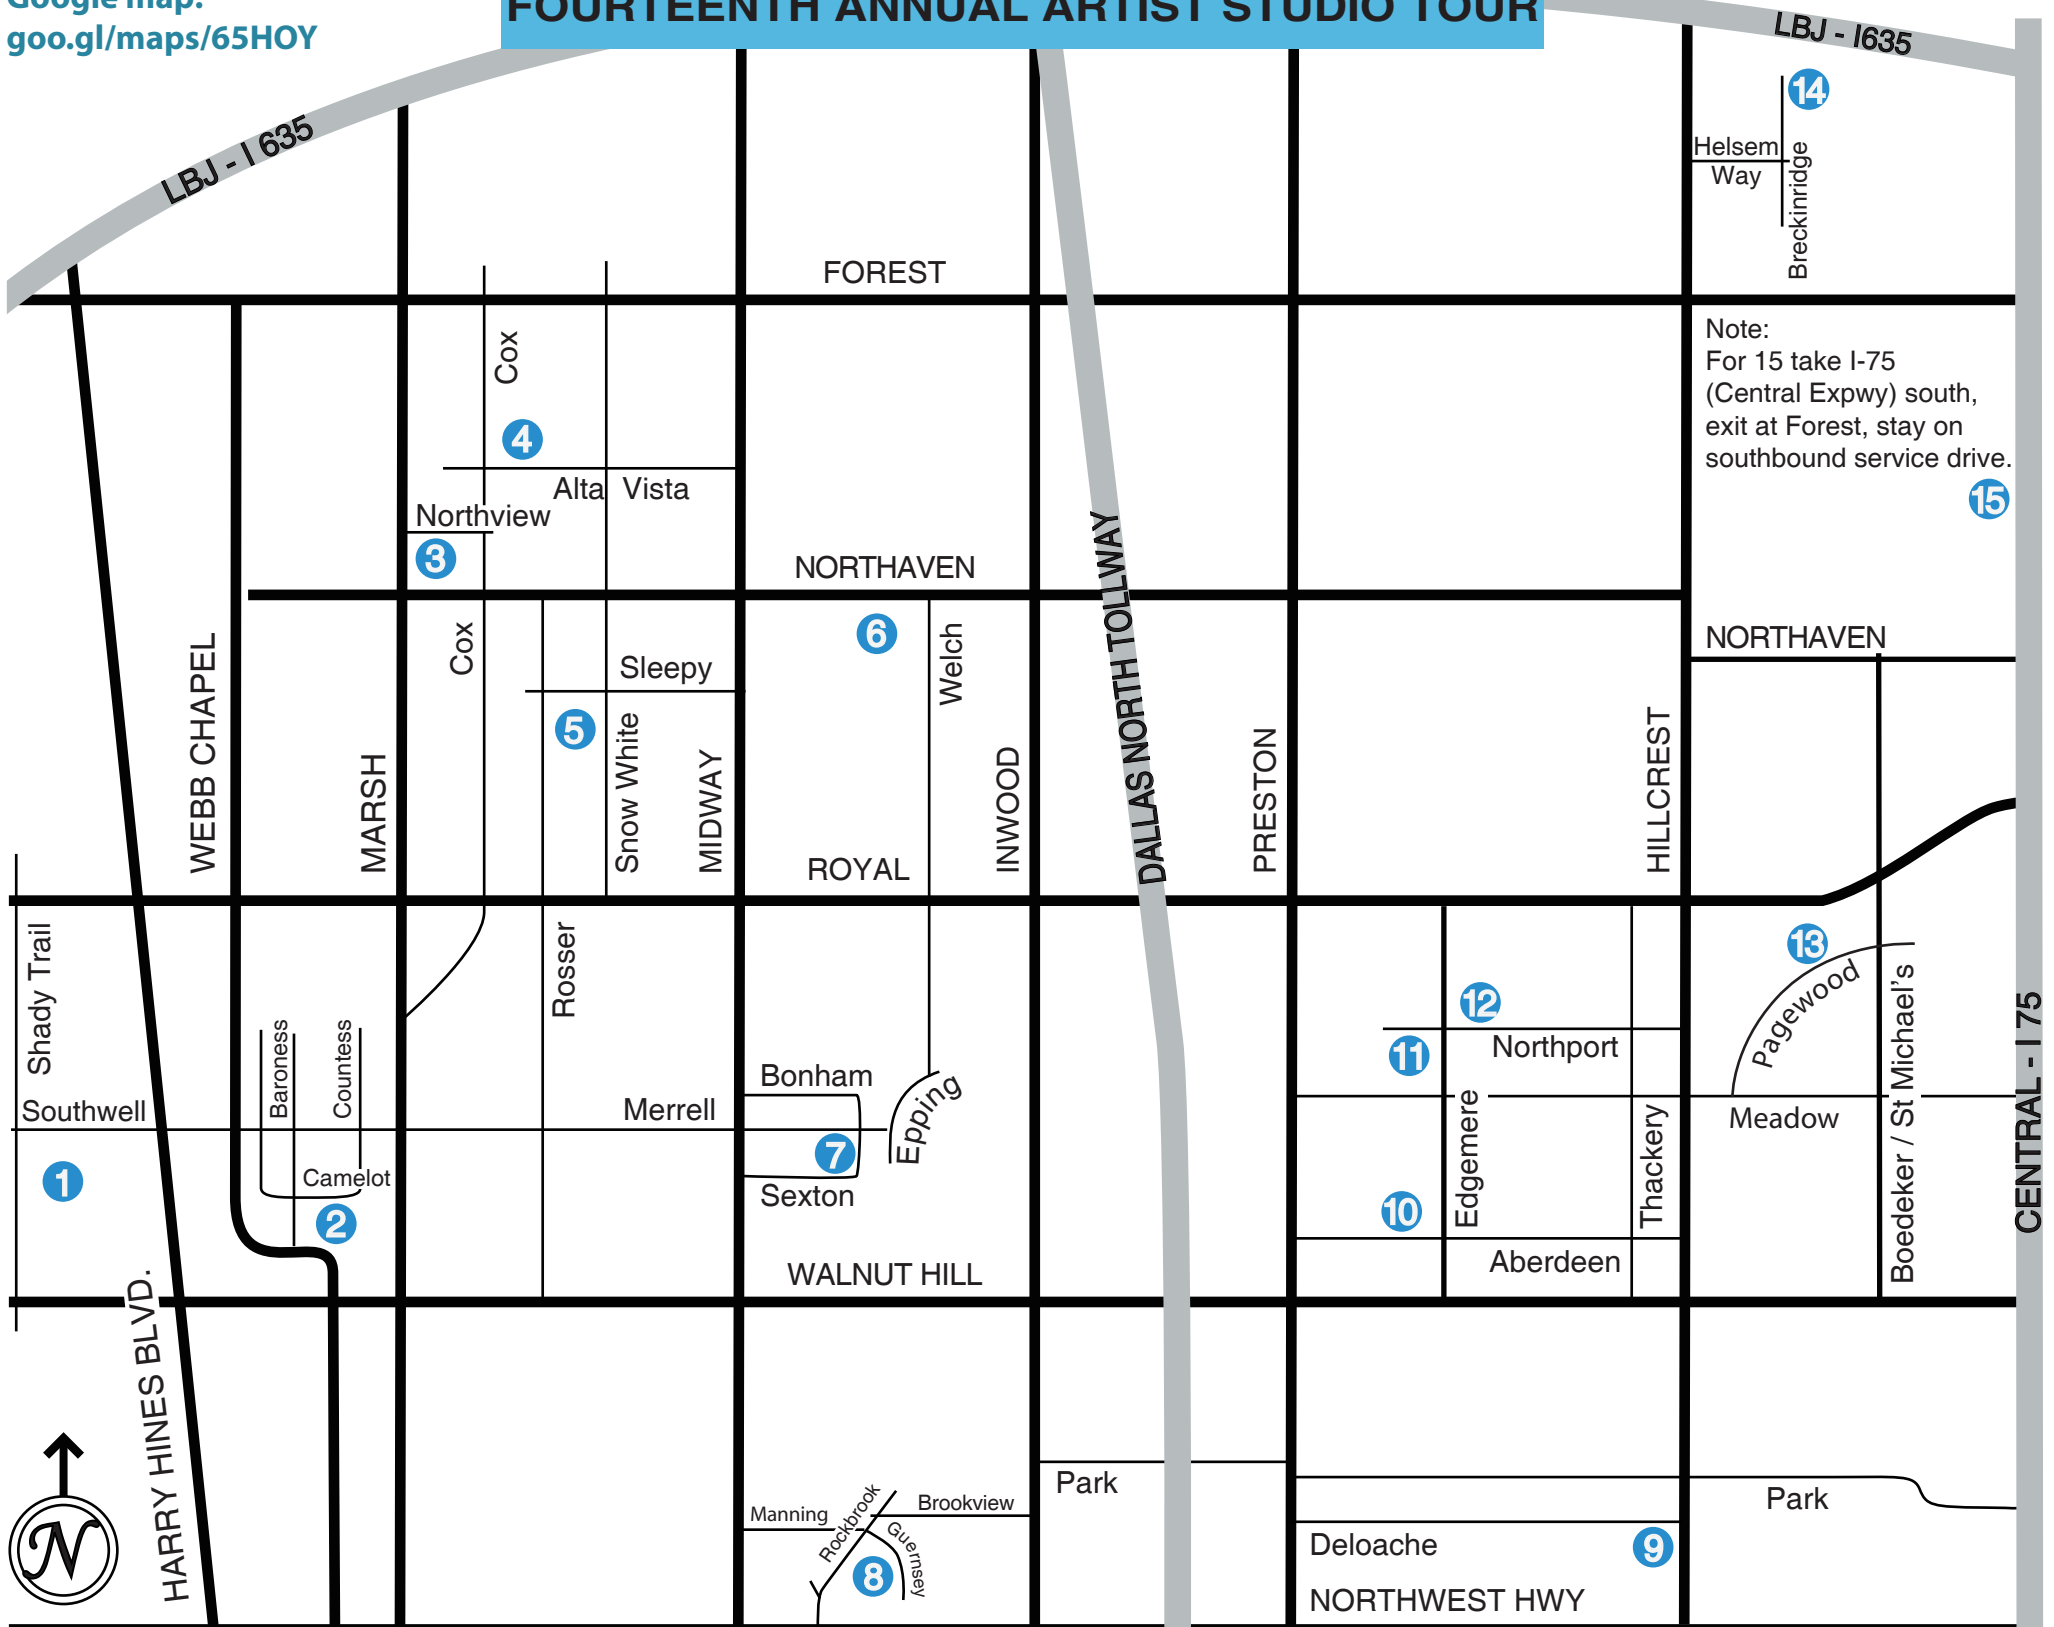 Google map:
goo.gl/maps/65HOY
FOURTEENTH ANNUAL ARTIST STUDIO TOUR
LBJ - I635
14
LBJ - I 635
Helsem
Way
Breckinridge
FOREST
Note:
For 15 take I-75
(Central Expwy) south,
exit at Forest, stay on
southbound service drive.
15
Cox
4
Alta Vista
Northview
3
NORTHAVEN
DALLAS NORTH TOLLWAY
6
Welch
NORTHAVEN
Cox
Sleepy
5
Snow White
WEBB CHAPEL
MARSH
MIDWAY
INWOOD
PRESTON
HILLCREST
ROYAL
Shady Trail
Rosser
13
Pagewood
12
11
Northport
Baroness
Countess
Bonham
Epping
Southwell
Merrell
Meadow
Edgemere
Thackery
Boedeker / St Michael's
CENTRAL - I 75
7
1
Camelot
Sexton
2
10
Aberdeen
WALNUT HILL
HARRY HINES BLVD.
Park
Park
Manning
Rockbrook
Brookview
Guernsey
8
Deloache
9
N
NORTHWEST HWY